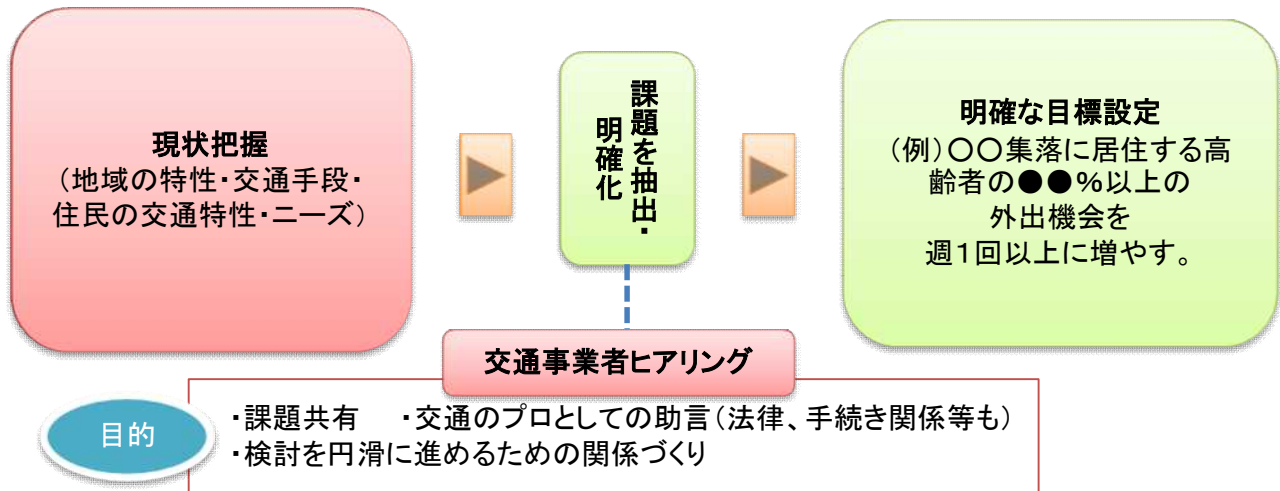 現状把握
（地域の特性・交通手段・
住民の交通特性・ニーズ）
課題を抽出・
明確化
明確な目標設定
（例）〇〇集落に居住する高
齢者の●●％以上の
外出機会を
週１回以上に増やす。
交通事業者ヒアリング
目的
・課題共有　・交通のプロとしての助言（法律、手続き関係等も）
・検討を円滑に進めるための関係づくり